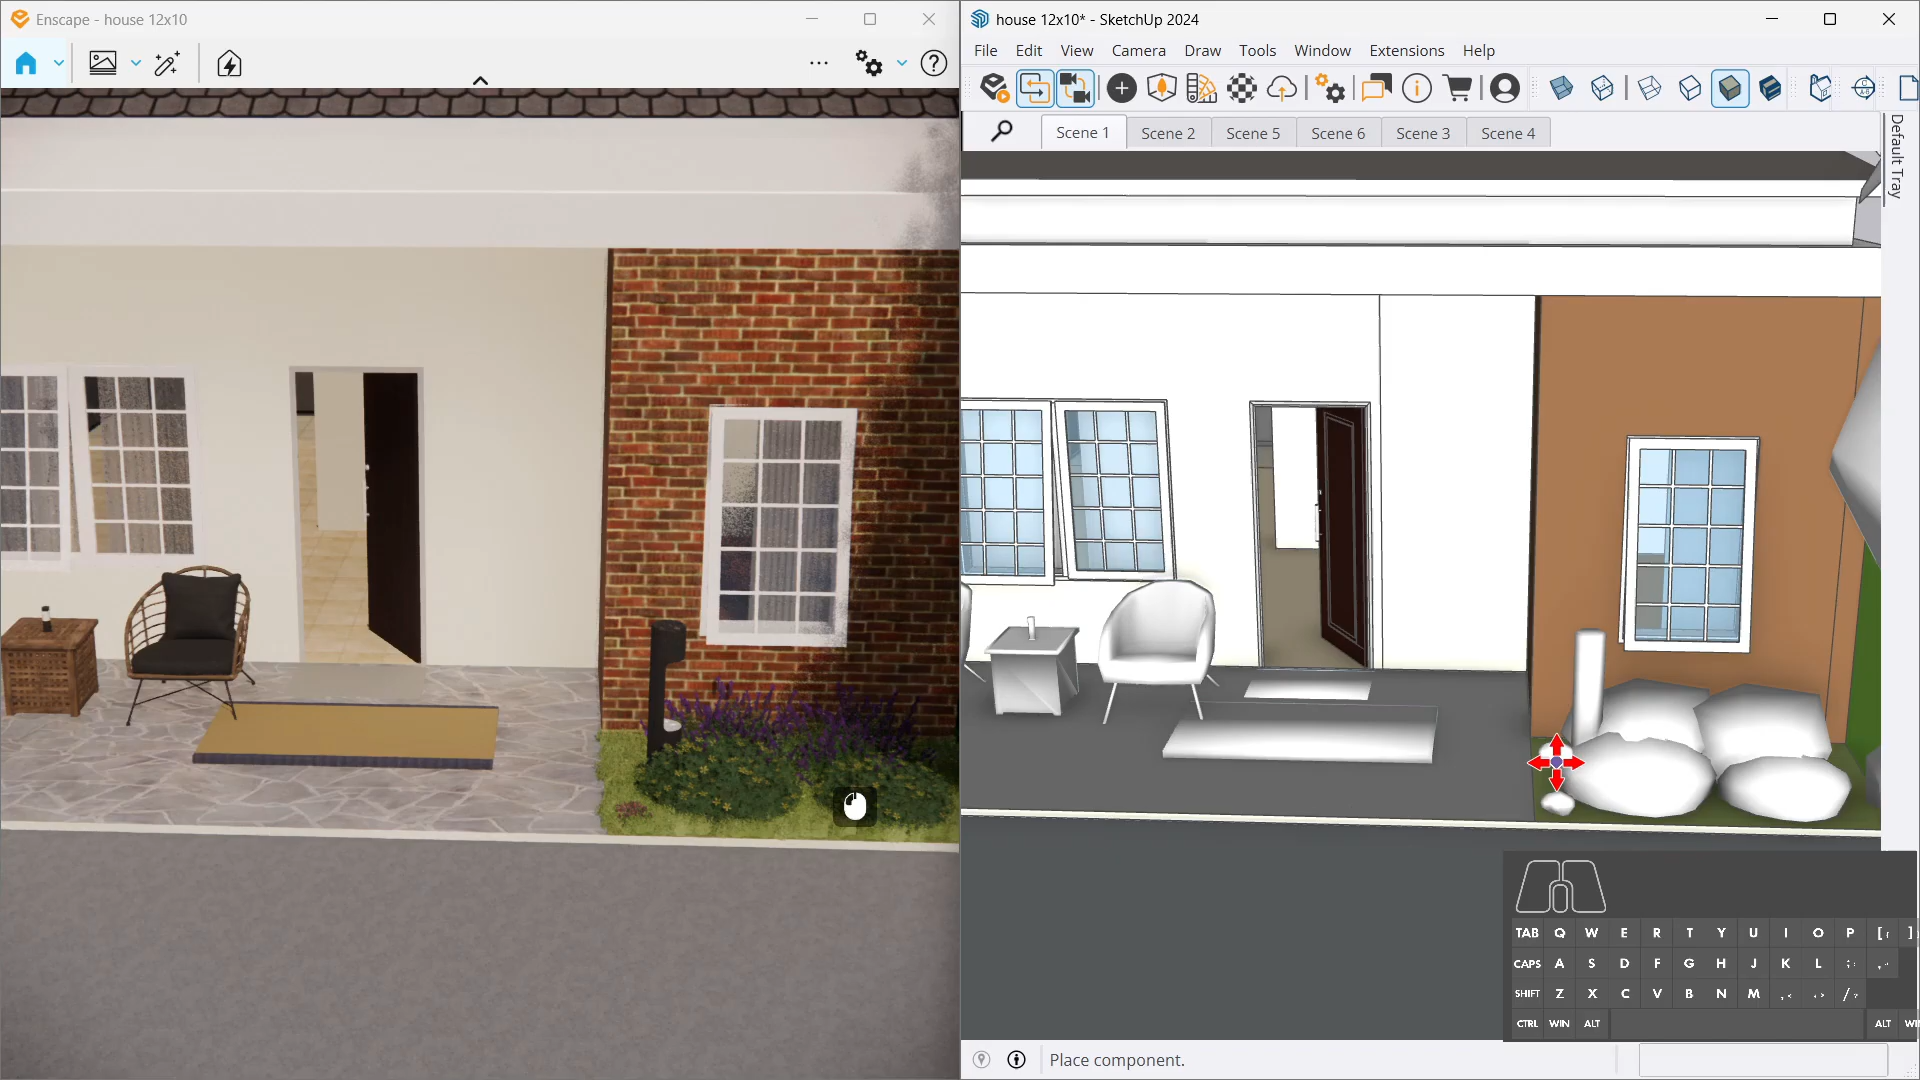 Enscape - house 12x10
house 12x10* - SketchUp 2024
File Edit View Camera Draw Tools Window Extensions Help
Scene 1 Scene 2 Scene 5 Scene 6 Scene 3 Scene 4
Default Tray
TAB Q W E R T Y U I O P [ ]
CAPS A S D F G H J K L ;
SHIFT Z X C V B N M , . / ?
CTRL WIN ALT ALT WI
Place component.